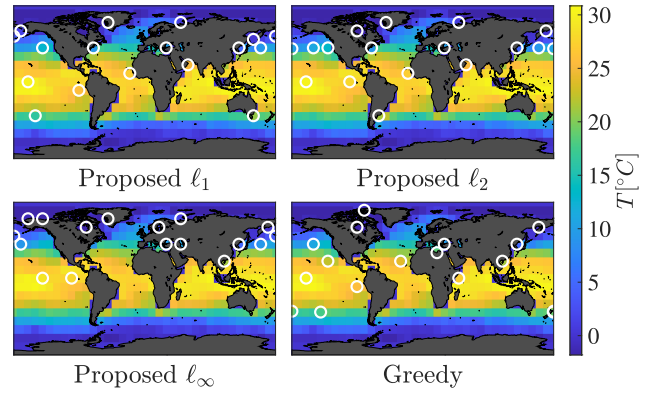 Proposed ℓ₁
Proposed ℓ₂
Proposed ℓ∞
Greedy
30
25
20
15
10
5
0
T[°C]